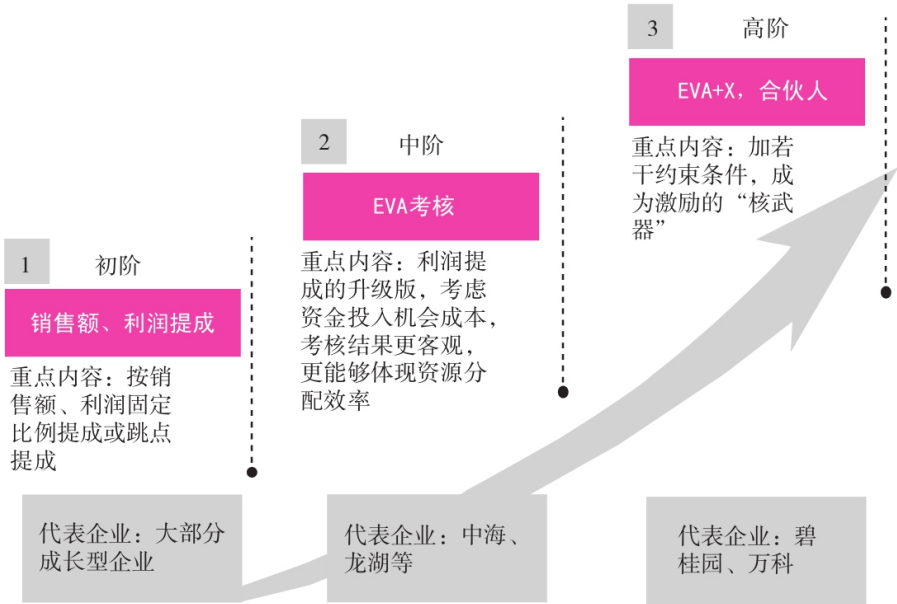 1
初阶
销售额、利润提成
重点内容：按销
售额、利润固定
比例提成或跳点
提成
代表企业：大部分
成长型企业
2
中阶
EVA考核
重点内容：利润提
成的升级版，考虑
资金投入机会成本，
考核结果更客观，
更能够体现资源分
配效率
代表企业：中海、
龙湖等
3
高阶
EVA+X，合伙人
重点内容：加若
干约束条件，成
为激励的“核武
器”
代表企业：碧
桂园、万科